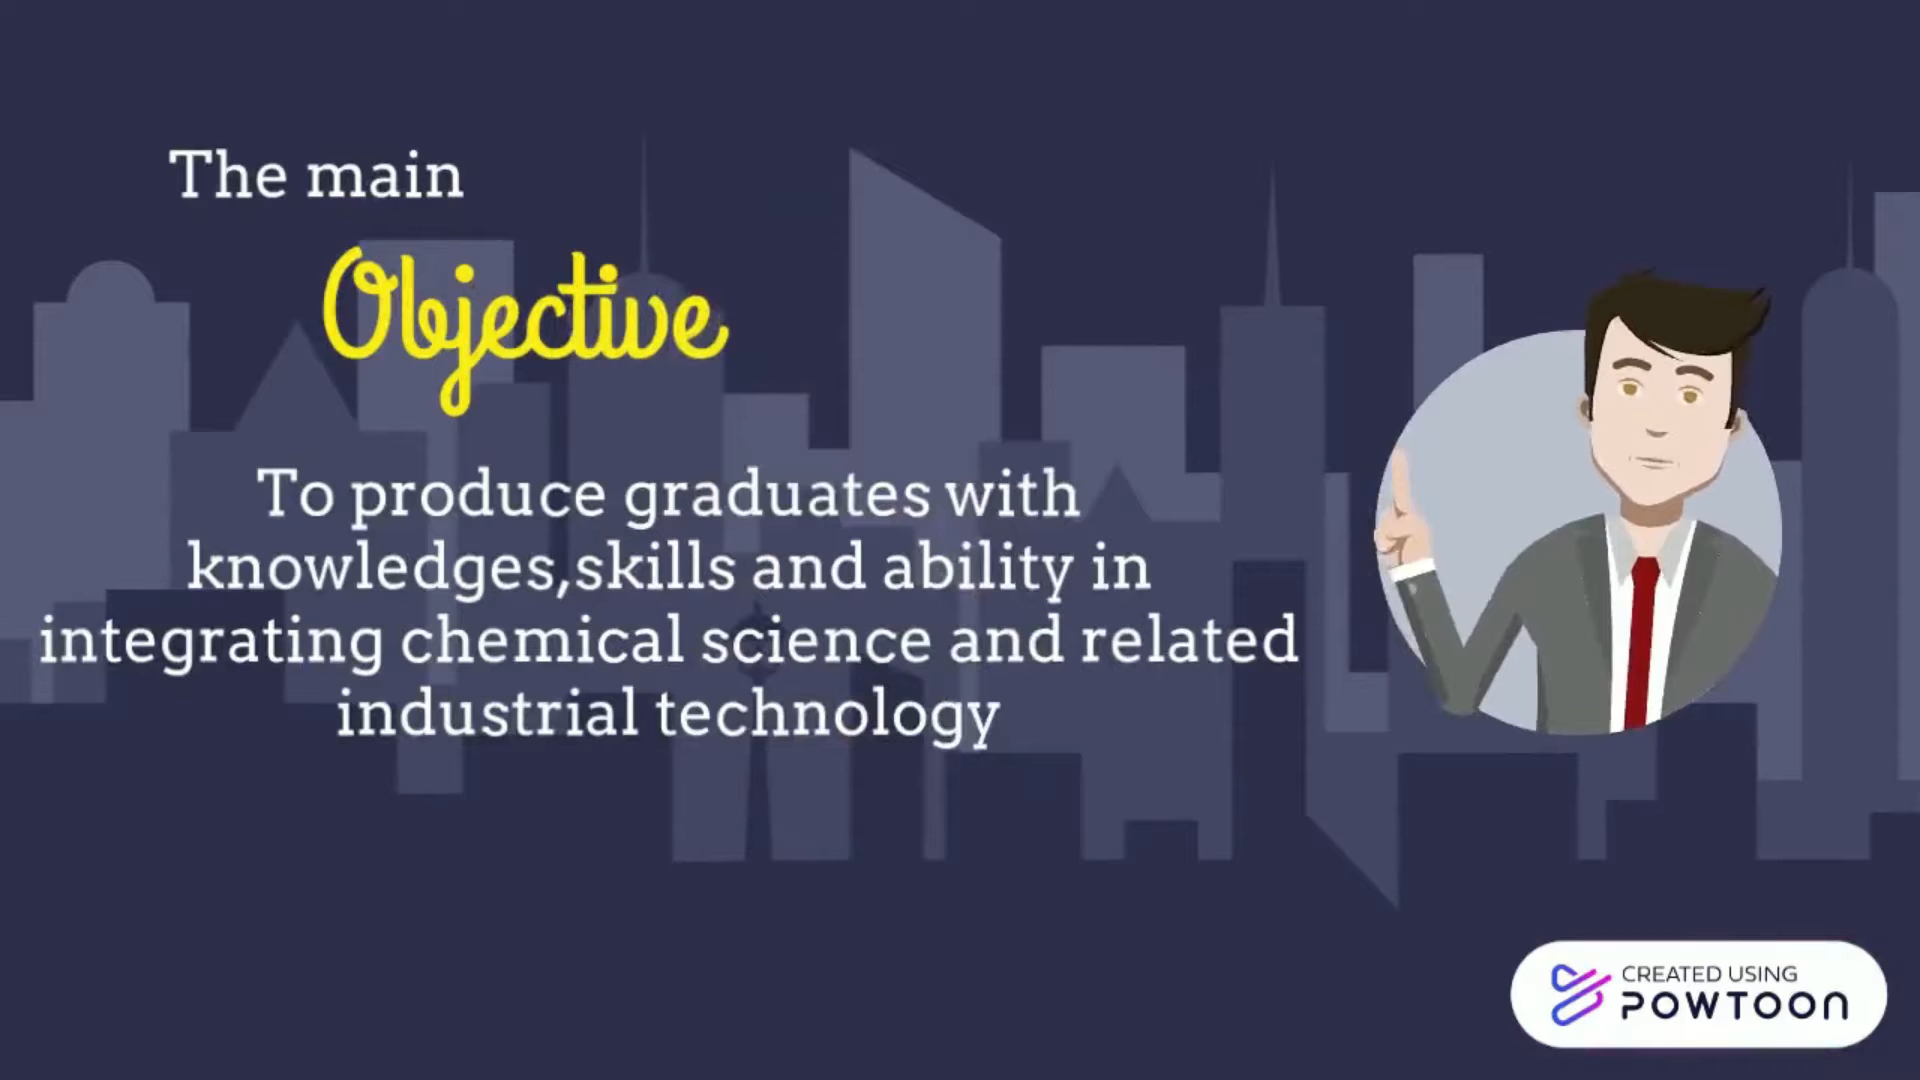 The main
Objective
To produce graduates with
knowledges,skills and ability in
integrating chemical science and related
industrial technology
CREATED USING
POWTOON